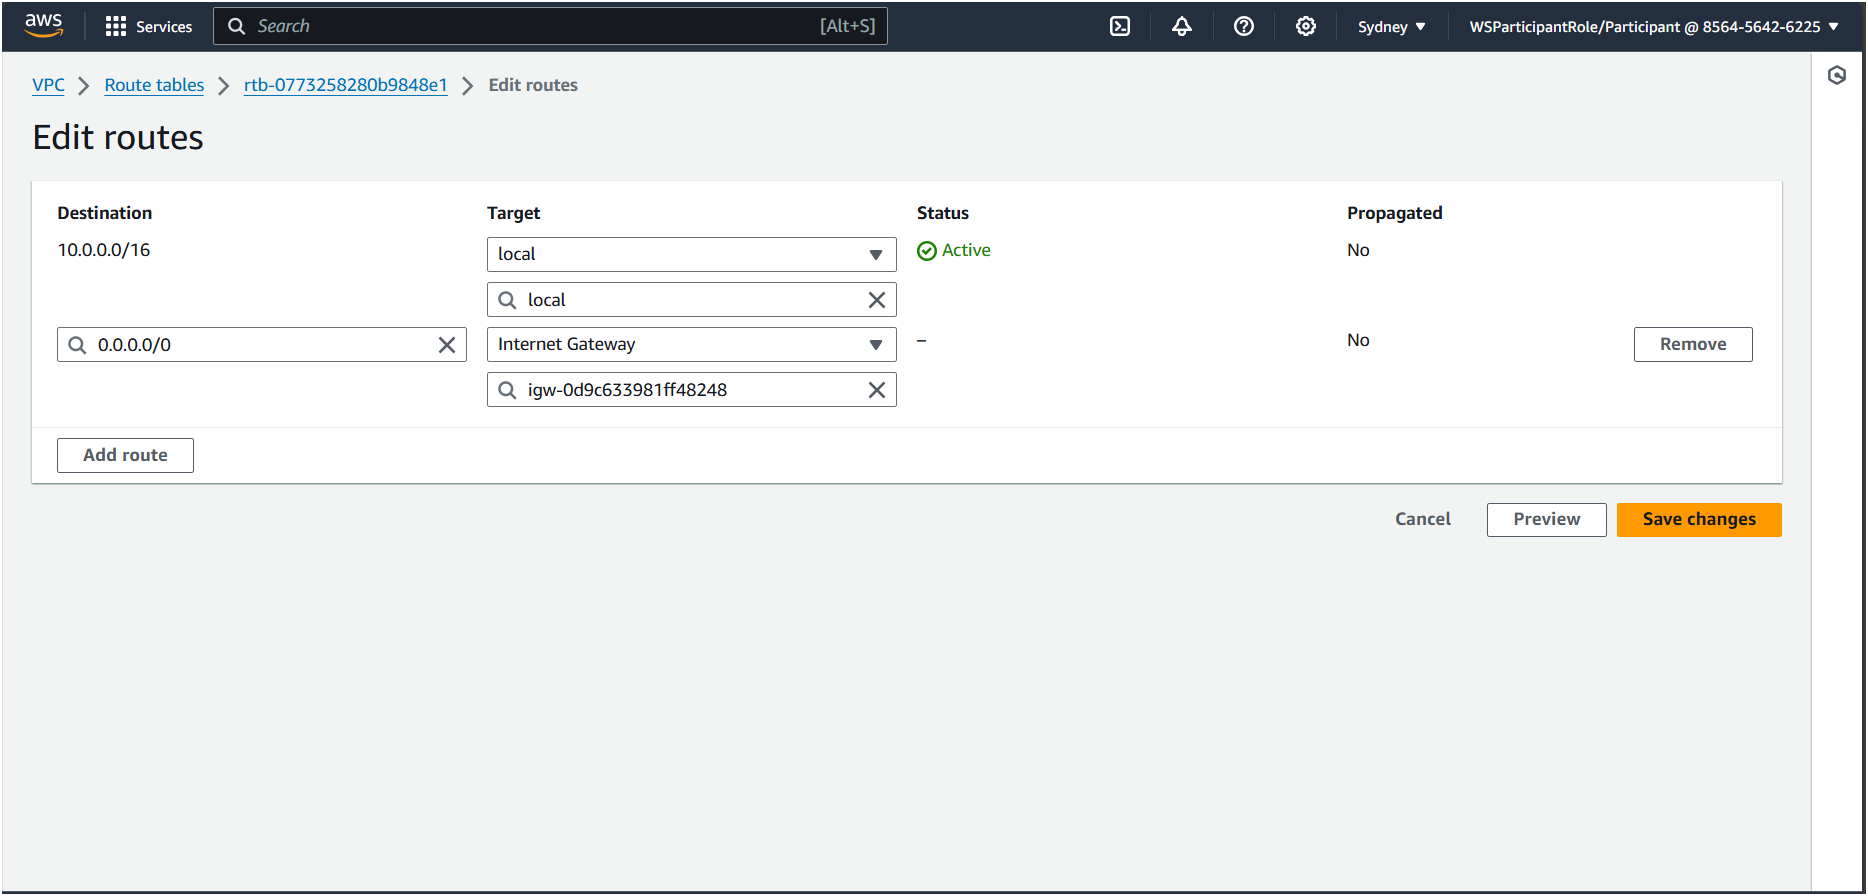 aws Services Search [Alt+S] Sydney WSParticipantRole/Participant @ 8564-5642-6225
VPC Route tables rtb-0773258280b9848e1 Edit routes
Edit routes
Destination Target Status Propagated
10.0.0.0/16 local Active No
local
0.0.0.0/0 Internet Gateway – No Remove
igw-0d9c633981ff48248
Add route
Cancel Preview Save changes